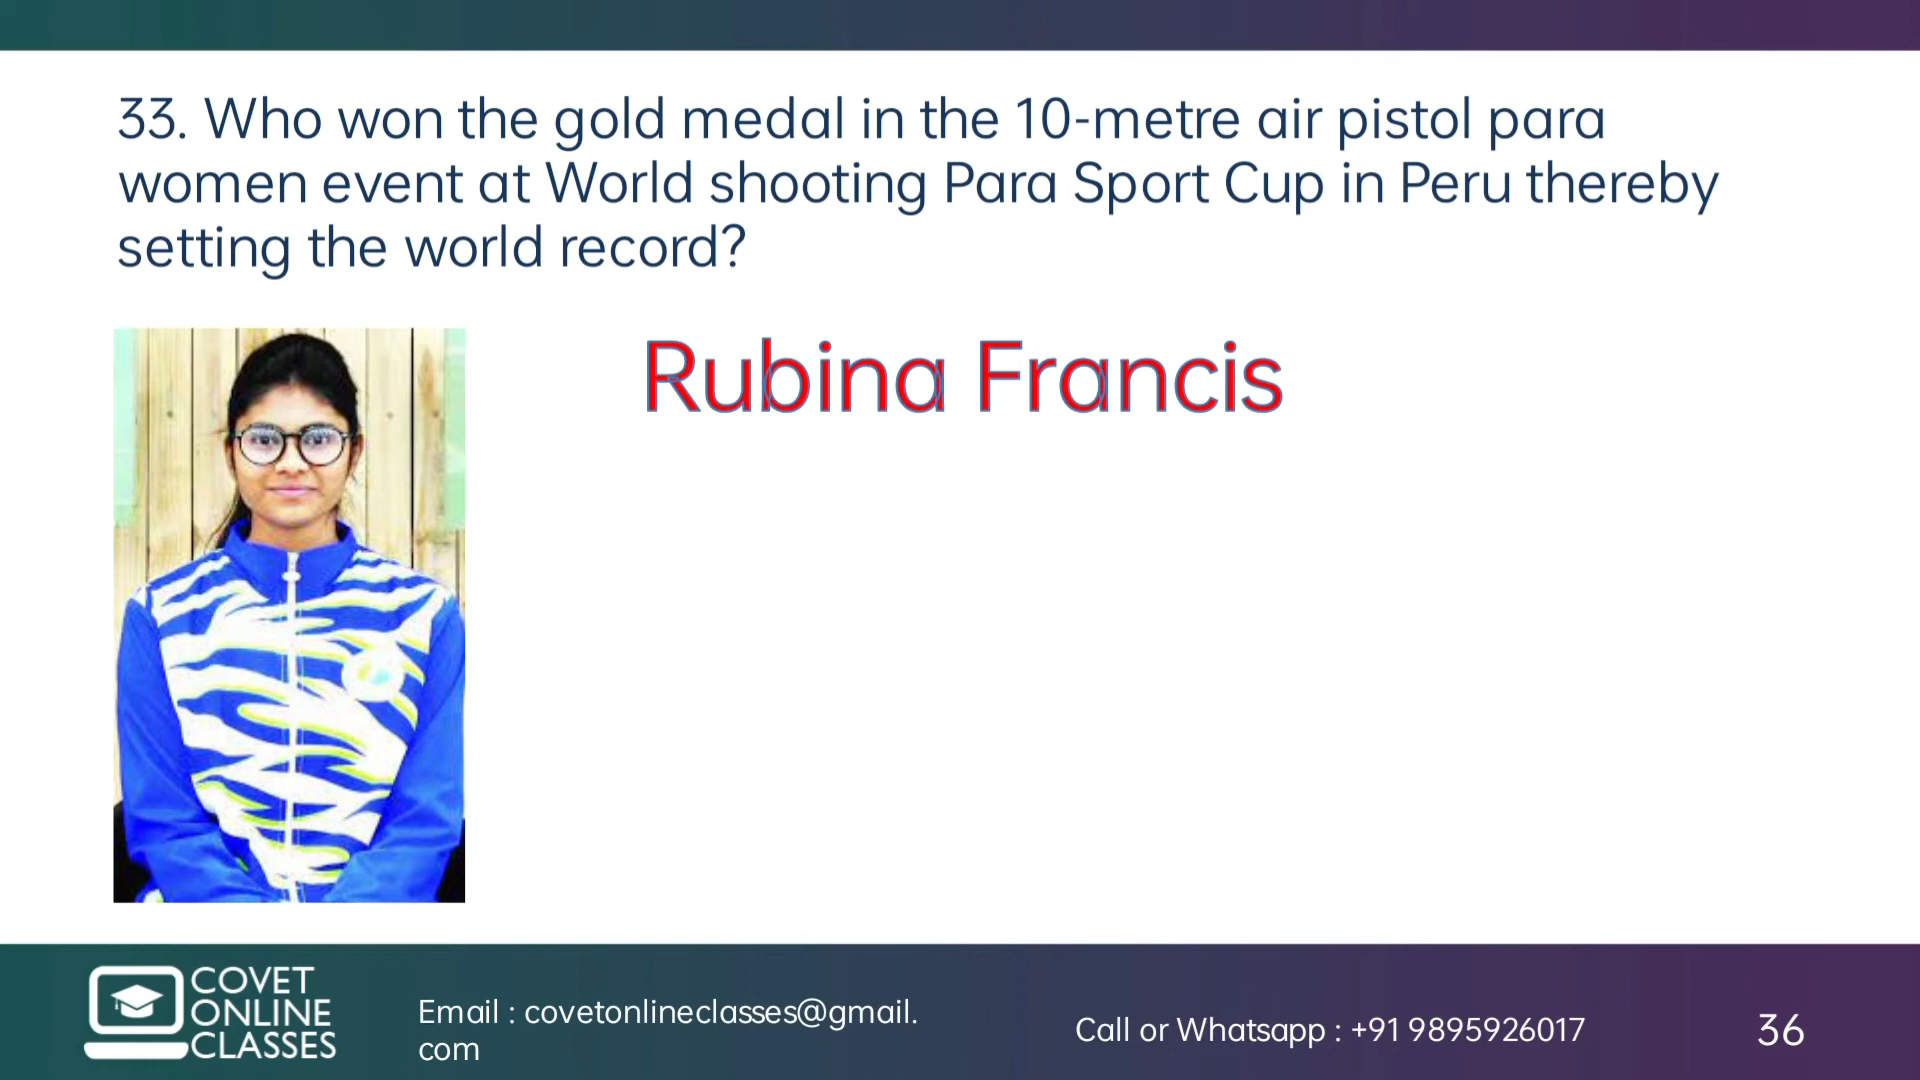 33. Who won the gold medal in the 10-metre air pistol para
women event at World shooting Para Sport Cup in Peru thereby
setting the world record?
Rubina Francis
COVET
ONLINE
CLASSES
Email : covetonlineclasses@gmail.
com
Call or Whatsapp : +91 9895926017
36